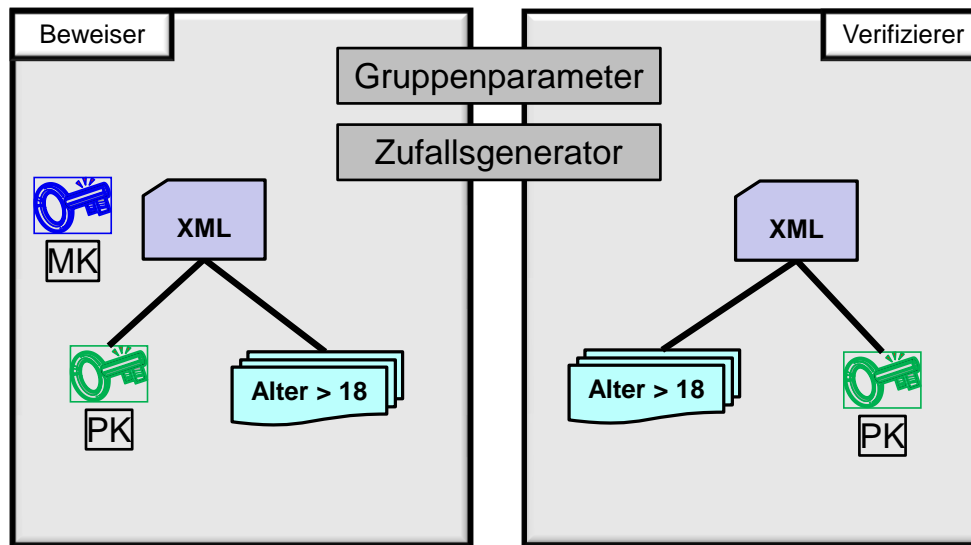 Beweiser
Verifizierer
Gruppenparameter
Zufallsgenerator
XML
MK
XML
Alter > 18
PK
Alter > 18
PK